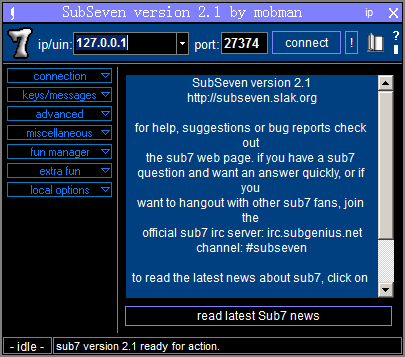 SubSeven version 2.1 by mobman ip X
7 ip/uin: 127.0.0.1 port: 27374 connect ! ?
connection
keys/messages
advanced
miscellaneous
fun manager
extra fun
local options
SubSeven version 2.1
http://subseven.slak.org
for help, suggestions or bug reports check
out
the sub7 web page. if you have a sub7
question and want an answer quickly, or if
you
want to hangout with other sub7 fans, join
the
official sub7 irc server: irc.subgenius.net
channel: #subseven
to read the latest news about sub7, click on
read latest Sub7 news
- idle - sub7 version 2.1 ready for action.